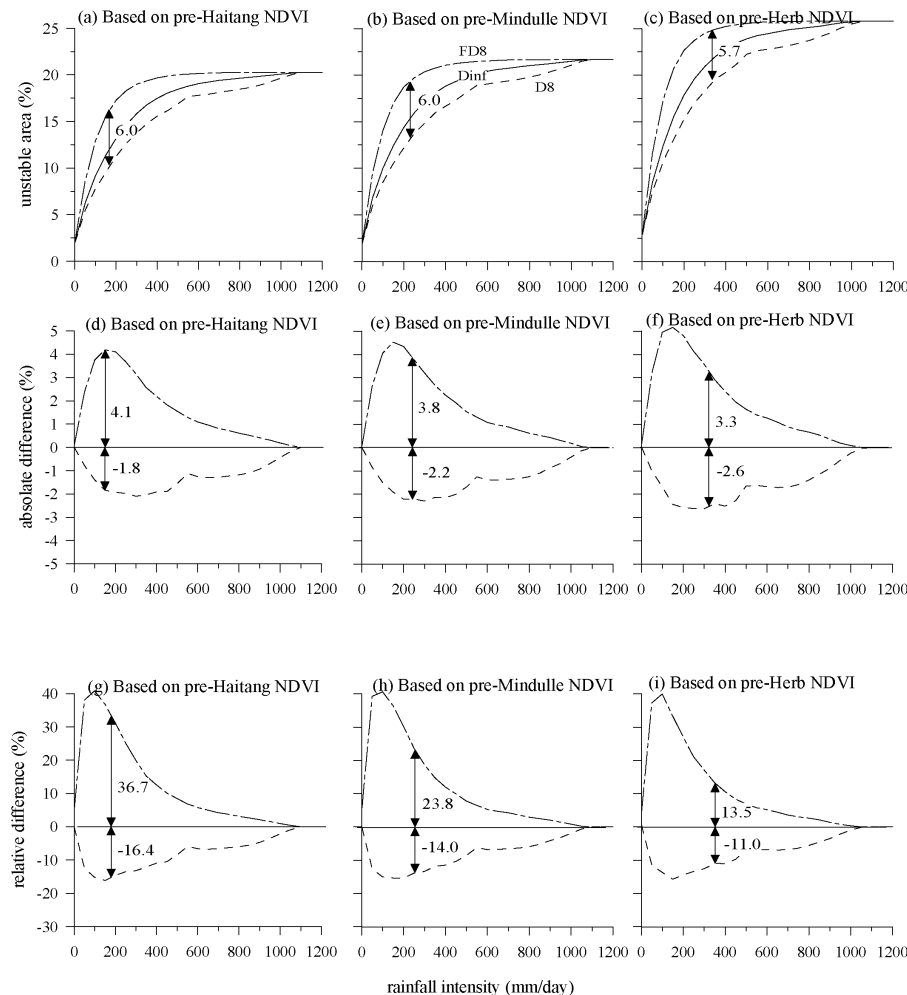 (a) Based on pre-Haitang NDVI
(b) Based on pre-Mindulle NDVI
(c) Based on pre-Herb NDVI
unstable area (%)
25
20
15
10
5
0
6.0
FD8
Dinf
D8
6.0
5.7
0 200 400 600 800 1000 1200
0 200 400 600 800 1000 1200
0 200 400 600 800 1000 1200
(d) Based on pre-Haitang NDVI
(e) Based on pre-Mindulle NDVI
(f) Based on pre-Herb NDVI
absolute difference (%)
5
4
3
2
1
0
-1
-2
-3
-4
-5
4.1
-1.8
3.8
-2.2
3.3
-2.6
0 200 400 600 800 1000 1200
0 200 400 600 800 1000 1200
0 200 400 600 800 1000 1200
(g) Based on pre-Haitang NDVI
(h) Based on pre-Mindulle NDVI
(i) Based on pre-Herb NDVI
relative difference (%)
40
30
20
10
0
-10
-20
-30
36.7
-16.4
23.8
-14.0
13.5
-11.0
0 200 400 600 800 1000 1200
0 200 400 600 800 1000 1200
0 200 400 600 800 1000 1200
rainfall intensity (mm/day)